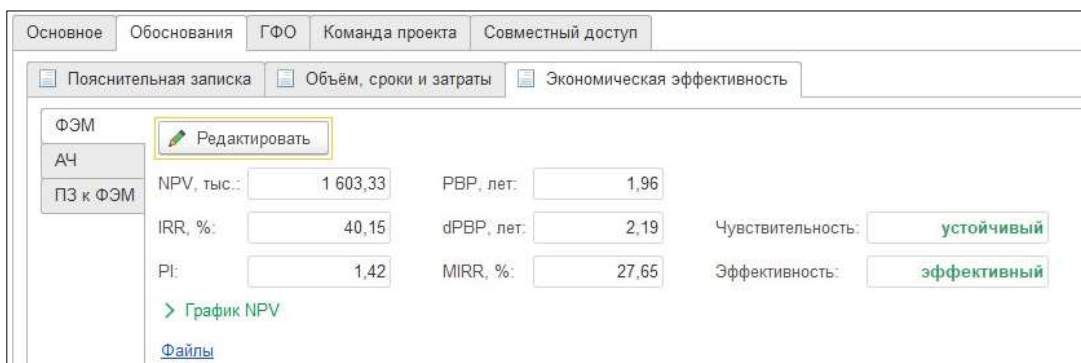 Основное Обоснования ГФО Команда проекта Совместный доступ
Пояснительная записка Объём, сроки и затраты Экономическая эффективность
ФЭМ
АЧ
ПЗ к ФЭМ
Редактировать
NPV, тыс.: 1 603,33 PBP, лет: 1,96
IRR, %: 40,15 dPBP, лет: 2,19 Чувствительность: устойчивый
PI: 1,42 MIRR, %: 27,65 Эффективность: эффективный
График NPV
Файлы